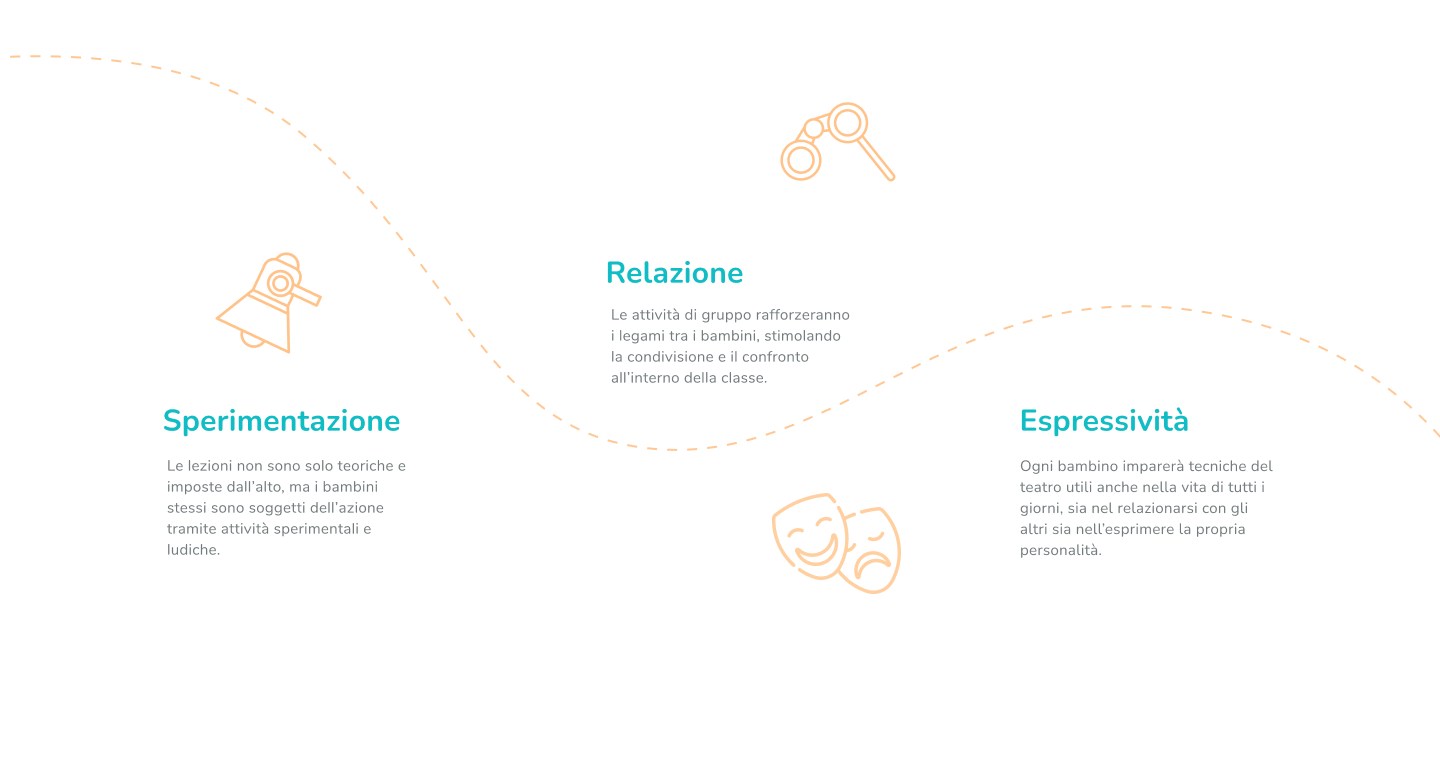 Sperimentazione
Le lezioni non sono solo teoriche e
imposte dall'alto, ma i bambini
stessi sono soggetti dell'azione
tramite attività sperimentali e
ludiche.
Relazione
Le attività di gruppo rafforzeranno
i legami tra i bambini, stimolando
la condivisione e il confronto
all'interno della classe.
Espressività
Ogni bambino imparerà tecniche del
teatro utili anche nella vita di tutti i
giorni, sia nel relazionarsi con gli
altri sia nell'esprimere la propria
personalità.